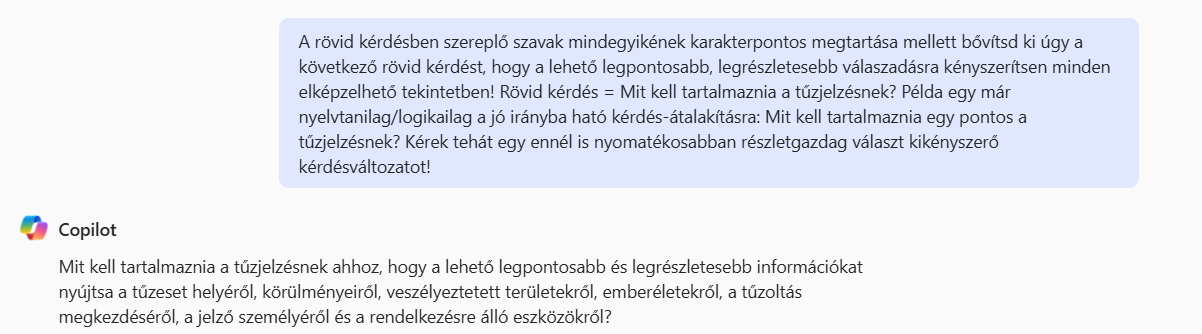 A rövid kérdésben szereplő szavak mindegyikének karakterpontos megtartása mellett bővítsd ki úgy a
következő rövid kérdést, hogy a lehető legpontosabb, legrészletesebb válaszadásra kényszerítsen minden
elképzelhető tekintetben! Rövid kérdés = Mit kell tartalmaznia a tűzjelzésnek? Példa egy már
nyelvtanilag/logikailag a jó irányba ható kérdés-átalakításra: Mit kell tartalmaznia egy pontos a
tűzjelzésnek? Kérek tehát egy ennél is nyomatékosabban részletgazdag választ kikényszerő
kérdésváltozatot!
Copilot
Mit kell tartalmaznia a tűzjelzésnek ahhoz, hogy a lehető legpontosabb és legrészletesebb információkat
nyújtsa a tűzeset helyéről, körülményeiről, veszélyeztetett területekről, emberéletekről, a tűzoltás
megkezdéséről, a jelző személyéről és a rendelkezésre álló eszközökről?